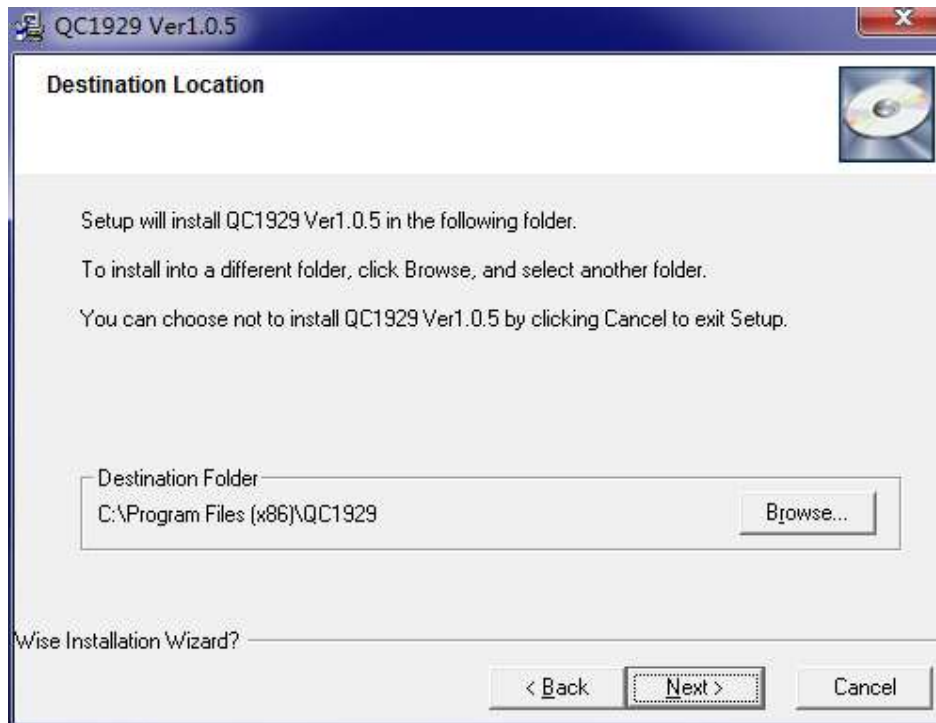 QC1929 Ver1.0.5
Destination Location
Setup will install QC1929 Ver1.0.5 in the following folder.
To install into a different folder, click Browse, and select another folder.
You can choose not to install QC1929 Ver1.0.5 by clicking Cancel to exit Setup.
Destination Folder
C:\Program Files (x86)\QC1929
Browse...
Wise Installation Wizard?
< Back
Next >
Cancel